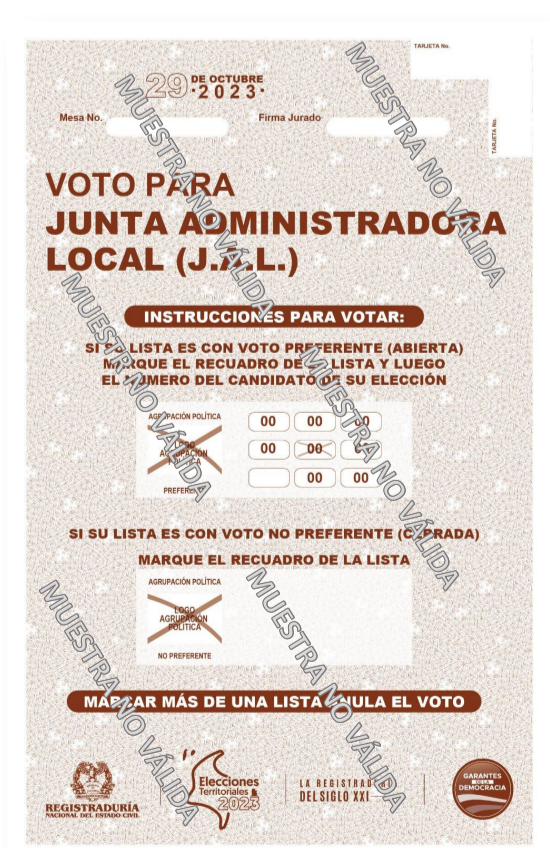 TARJETA No.
29 DE OCTUBRE
·2023·
Mesa No.
Firma Jurado
TARJETA No.
VOTO PARA
JUNTA ADMINISTRADORA
LOCAL (J.A.L.)
INSTRUCCIONES PARA VOTAR:
SI SU LISTA ES CON VOTO PREFERENTE (ABIERTA)
MARQUE EL RECUADRO DE LA LISTA Y LUEGO
EL NÚMERO DEL CANDIDATO DE SU ELECCIÓN
AGRUPACIÓN POLÍTICA
LOGO
AGRUPACIÓN
POLÍTICA
PREFERENTE
00 00 00
00 00 00
00 00
SI SU LISTA ES CON VOTO NO PREFERENTE (CERRADA)
MARQUE EL RECUADRO DE LA LISTA
AGRUPACIÓN POLÍTICA
LOGO
AGRUPACIÓN
POLÍTICA
NO PREFERENTE
MARCAR MÁS DE UNA LISTA ANULA EL VOTO
REGISTRADURÍA
NACIONAL DEL ESTADO CIVIL
Elecciones
Territoriales
2023
LA REGISTRADURÍA
DEL SIGLO XXI
GARANTES
DE LA
DEMOCRACIA
MUESTRA NO VÁLIDA
MUESTRA NO VÁLIDA
MUESTRA NO VÁLIDA
MUESTRA NO VÁLIDA
MUESTRA NO VÁLIDA
MUESTRA NO VÁLIDA